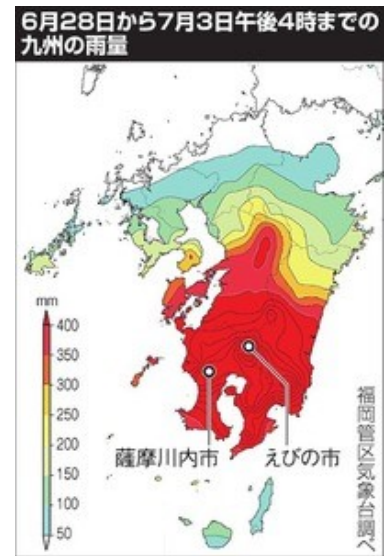 6月28日から7月3日午後4時までの
九州の雨量
mm
400
350
300
200
150
100
50
薩摩川内市
えびの市
福岡管区気象台調べ